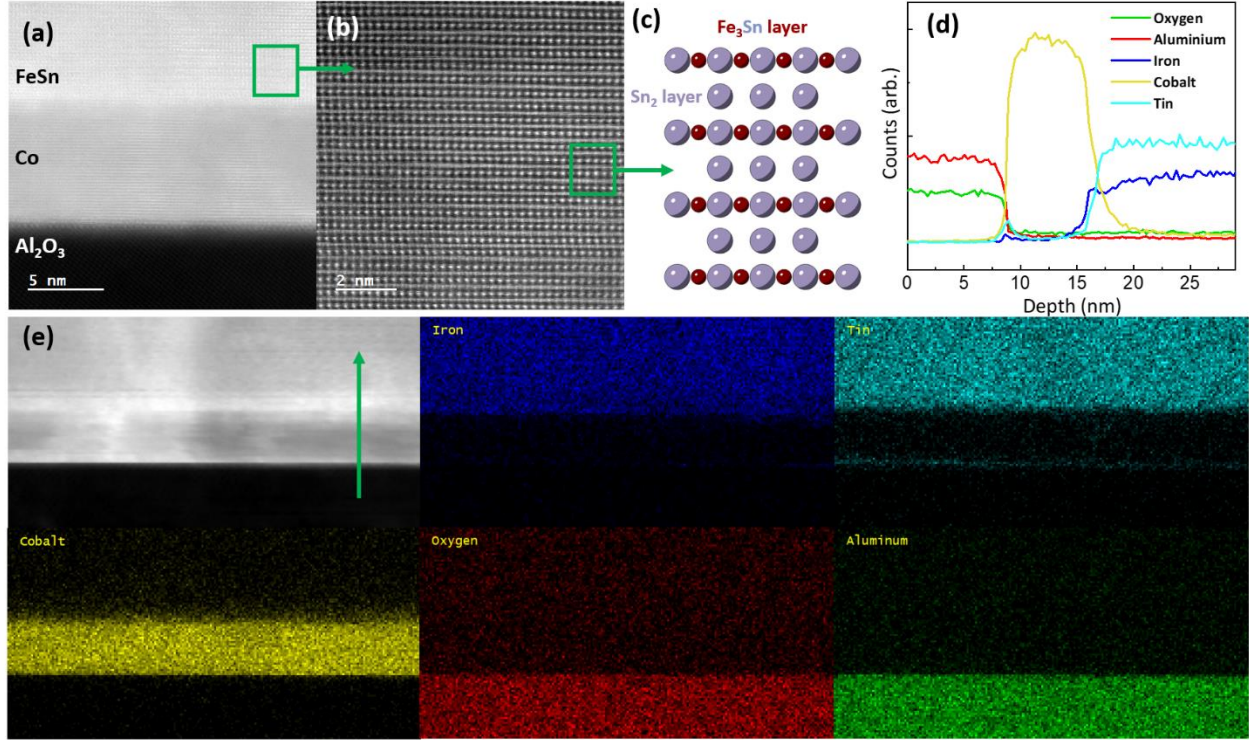 (a)
FeSn
Co
Al₂O₃
5 nm
(b)
2 nm
(c)
Fe₃Sn layer
Sn₂ layer
(d)
Oxygen
Aluminium
Iron
Cobalt
Tin
Counts (arb.)
0 5 10 15 20 25
Depth (nm)
(e)
Iron
Tin
Cobalt
Oxygen
Aluminum